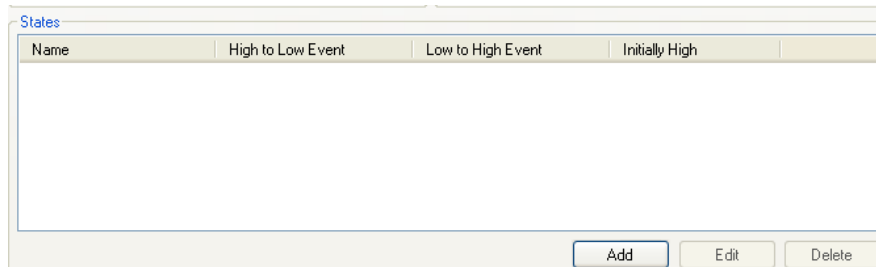 States
Name High to Low Event Low to High Event Initially High
Add Edit Delete